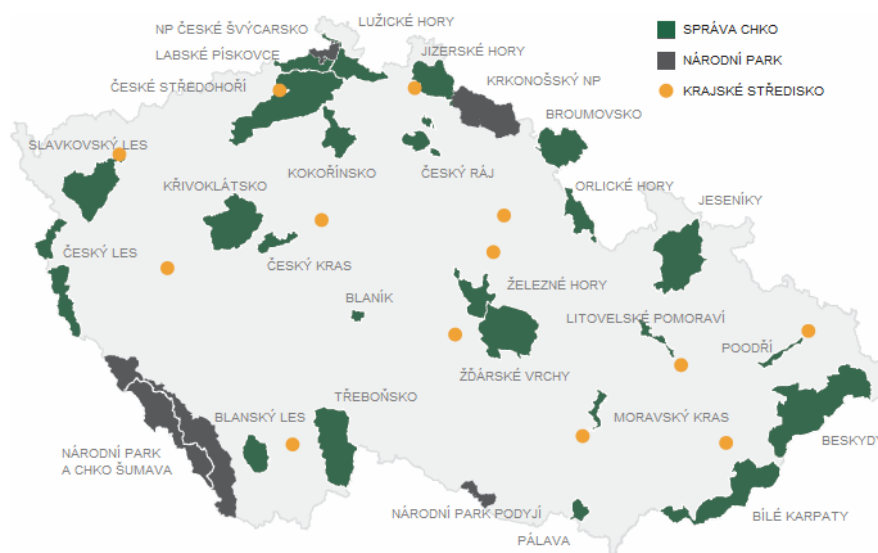 LUŽICKÉ HORY
NP ČESKÉ ŠVÝCARSKO
SPRÁVA CHKO
LABSKÉ PÍSKOVCE
JIZERSKÉ HORY
NÁRODNÍ PARK
KRKONOŠSKÝ NP
ČESKÉ STŘEDOHOŘÍ
KRAJSKÉ STŘEDISKO
BROUMOVSKO
SLAVKOVSKÝ LES
KOKOŘÍNSKO
ČESKÝ RÁJ
KŘIVOKLÁTSKO
ORLICKÉ HORY
JESENÍKY
ČESKÝ LES
ČESKÝ KRAS
ŽELEZNÉ HORY
BLANÍK
LITOVELSKÉ POMORAVÍ
POODŘÍ
ŽĎÁRSKÉ VRCHY
TŘEBOŇSKO
BLANSKÝ LES
MORAVSKÝ KRAS
BESKYDY
NÁRODNÍ PARK
A CHKO ŠUMAVA
NÁRODNÍ PARK PODYJÍ
BÍLÉ KARPATY
PÁLAVA